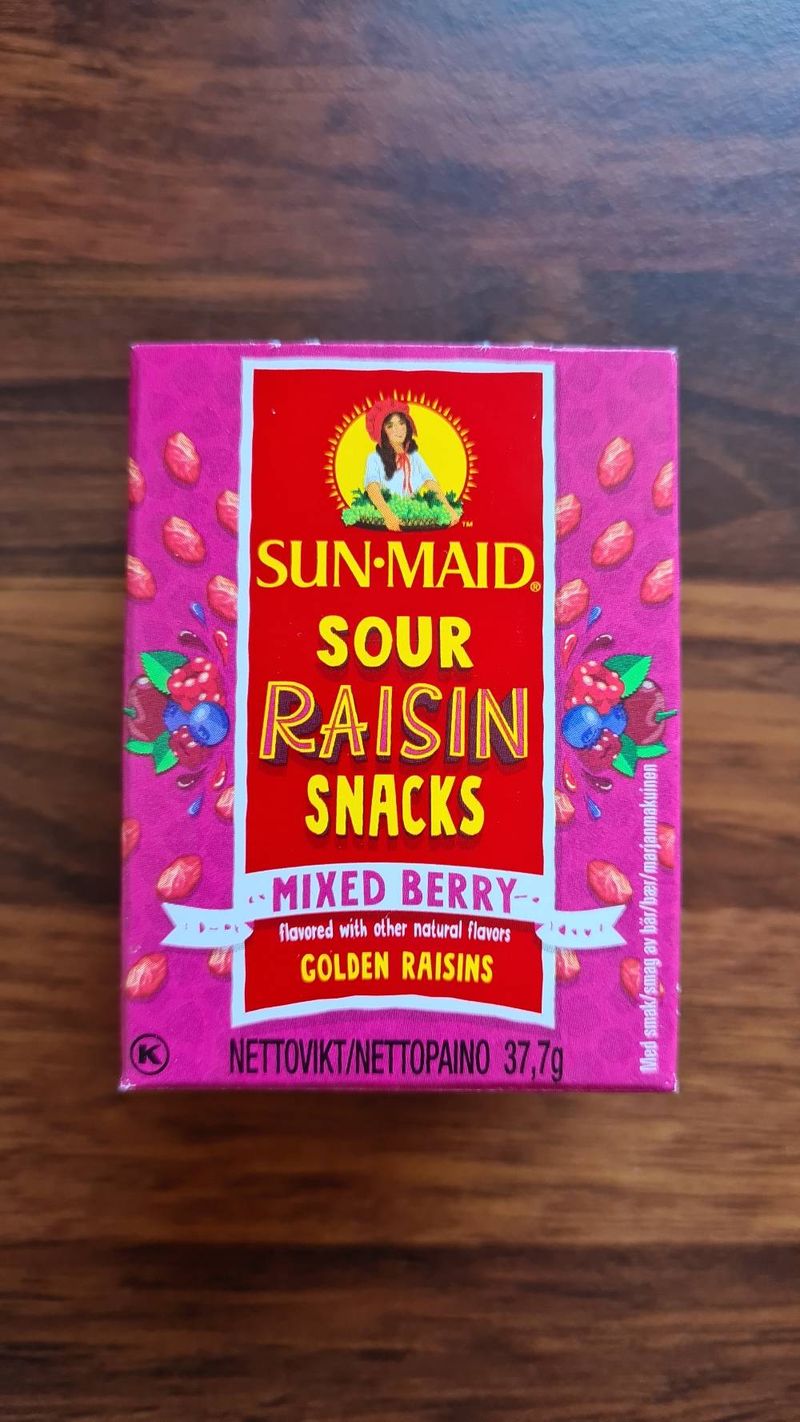 SUN·MAID®
SOUR
RAISIN
SNACKS
MIXED BERRY
flavored with other natural flavors
GOLDEN RAISINS
K
NETTOVIKT/NETTOPAINO 37,7g
Med smak/smag av bär/bær/marjanmakuinen